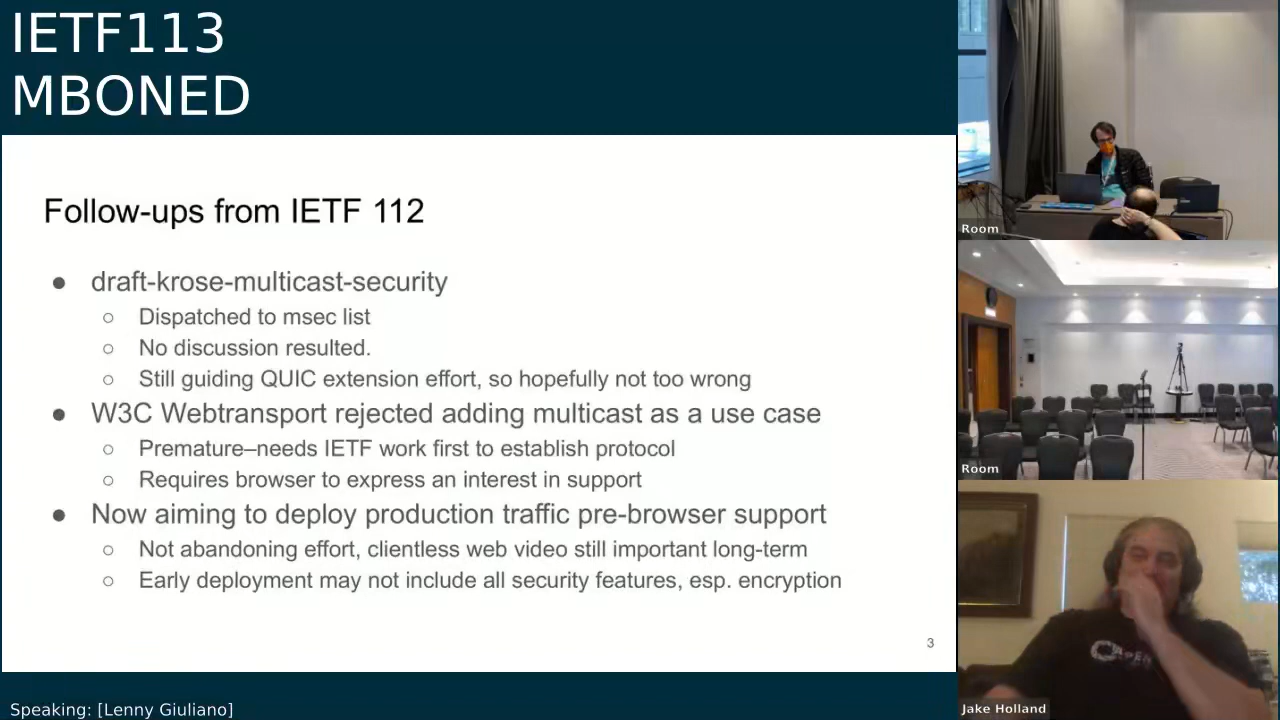 IETF113
MBONED
Follow-ups from IETF 112
● draft-krose-multicast-security
○ Dispatched to msec list
○ No discussion resulted.
○ Still guiding QUIC extension effort, so hopefully not too wrong
● W3C Webtransport rejected adding multicast as a use case
○ Premature–needs IETF work first to establish protocol
○ Requires browser to express an interest in support
● Now aiming to deploy production traffic pre-browser support
○ Not abandoning effort, clientless web video still important long-term
○ Early deployment may not include all security features, esp. encryption
3
Speaking: [Lenny Giuliano]
Room
Room
Jake Holland